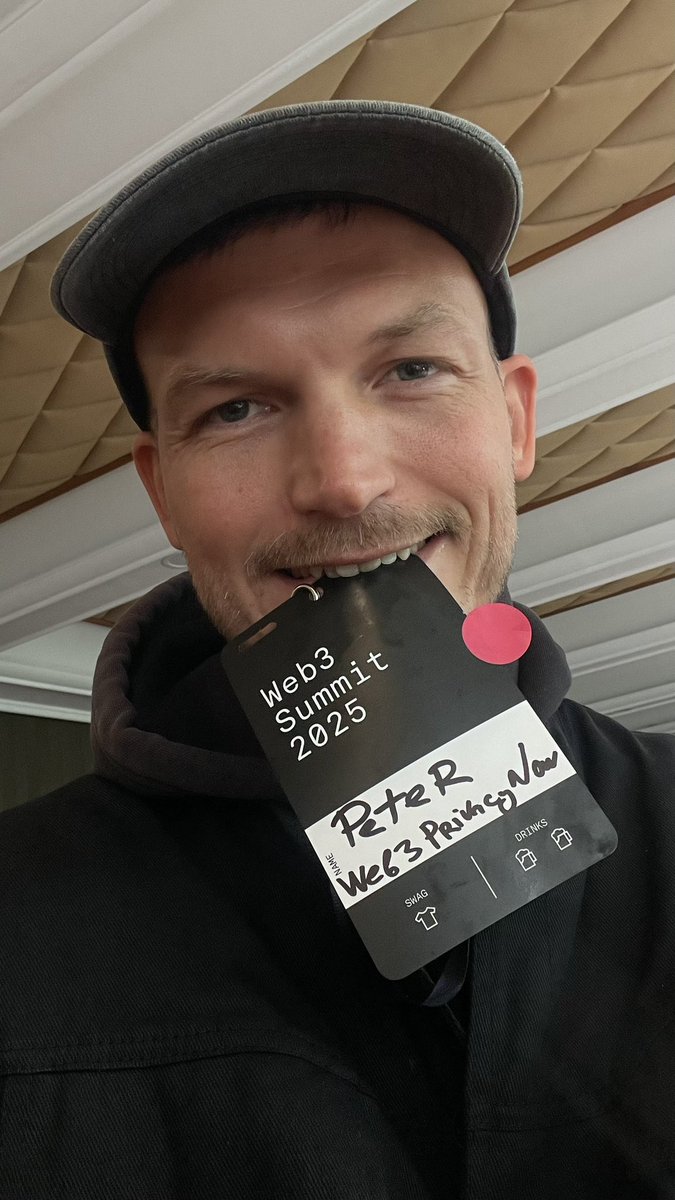 Web3
Summit
2025
PeteR
Web3 Privacy Now
NAME
SWAG
DRINKS